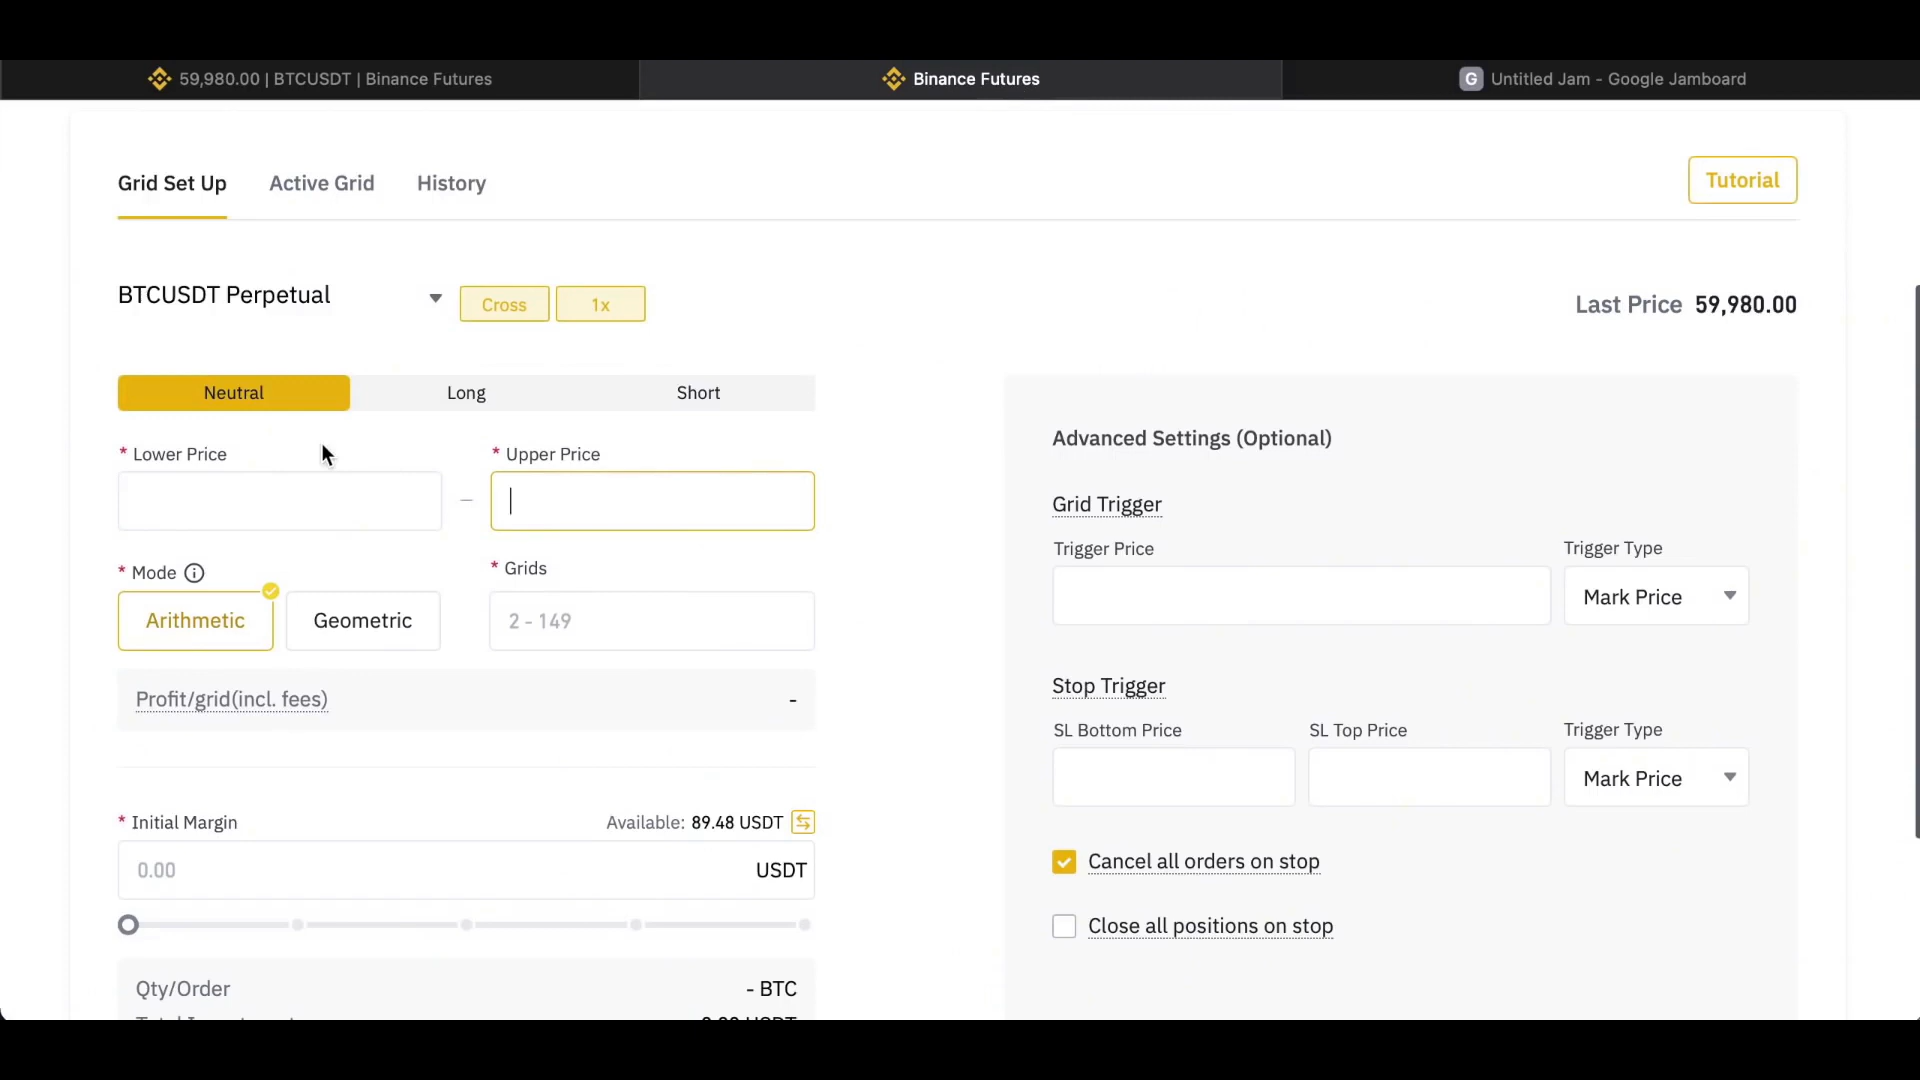 59,980.00 | BTCUSDT | Binance Futures
Binance Futures
G Untitled Jam - Google Jamboard
Grid Set Up
Active Grid
History
Tutorial
BTCUSDT Perpetual
Cross
1x
Last Price 59,980.00
Neutral
Long
Short
* Lower Price
* Upper Price
–
* Mode
* Grids
Arithmetic
Geometric
2 - 149
Profit/grid(incl. fees)
-
* Initial Margin
Available: 89.48 USDT
0.00
USDT
Qty/Order
- BTC
Advanced Settings (Optional)
Grid Trigger
Trigger Price
Trigger Type
Mark Price
Stop Trigger
SL Bottom Price
SL Top Price
Trigger Type
Mark Price
Cancel all orders on stop
Close all positions on stop